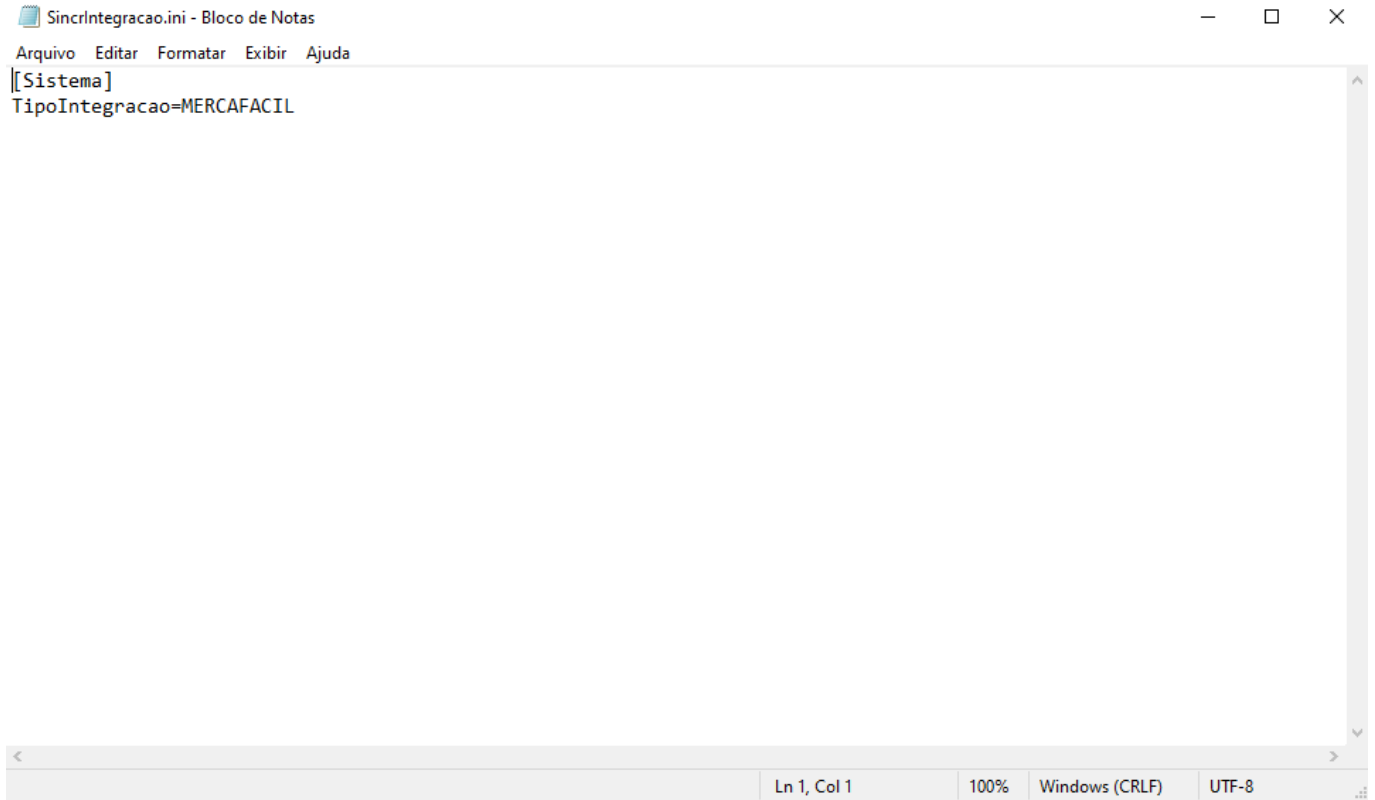 SincrIntegracao.ini - Bloco de Notas
Arquivo Editar Formatar Exibir Ajuda
[Sistema]
TipoIntegracao=MERCAFACIL
Ln 1, Col 1 100% Windows (CRLF) UTF-8